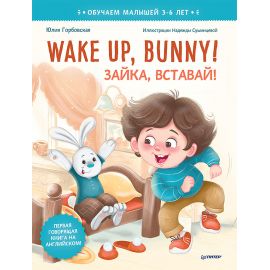 ★ ОБУЧАЕМ МАЛЫШЕЙ 3–6 ЛЕТ ★
Юлия Горбовская
Иллюстрации Надежды Сушенцевой
WAKE UP, BUNNY!
ЗАЙКА, ВСТАВАЙ!
ПЕРВАЯ
ГОВОРЯЩАЯ
КНИГА НА
АНГЛИЙСКОМ!
ПИТЕР